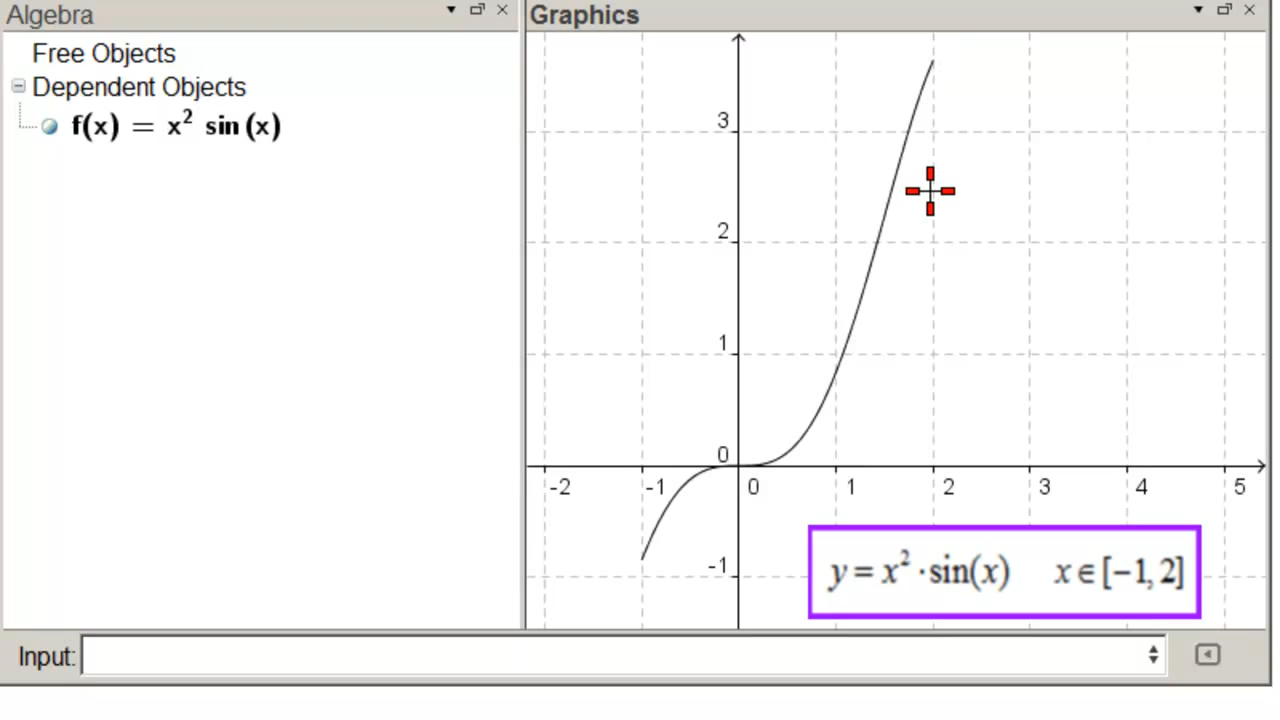 Algebra
Free Objects
Dependent Objects
f(x) = x² sin (x)
Graphics
3
2
1
0
-1
-2 -1 0 1 2 3 4 5
y = x² · sin(x) x ∈ [−1, 2]
Input: